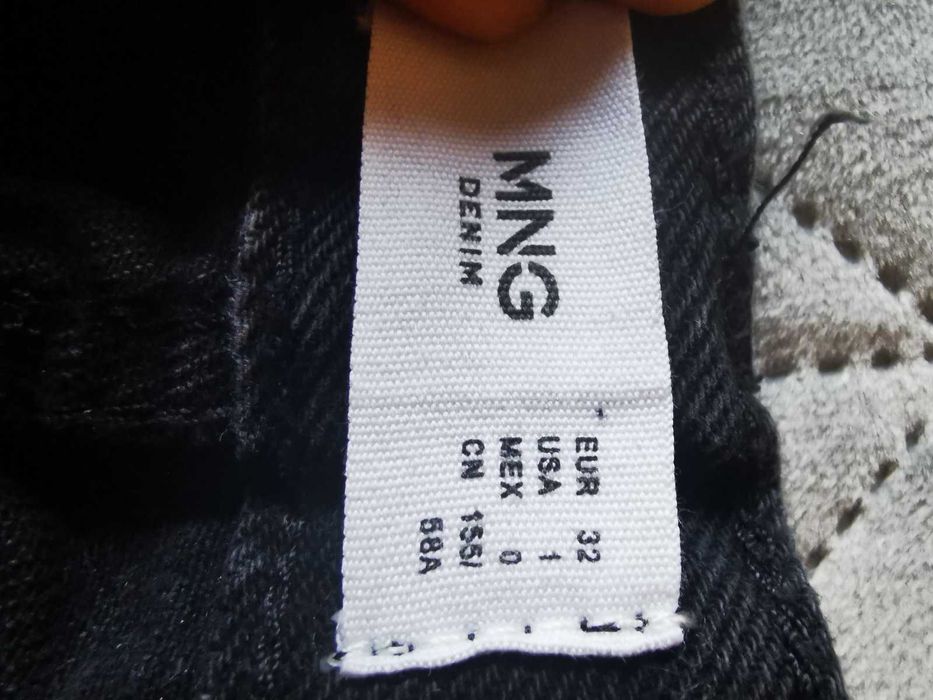 MNG
DENIM
EUR 32
USA 1
MEX 0
CN 155/
58A